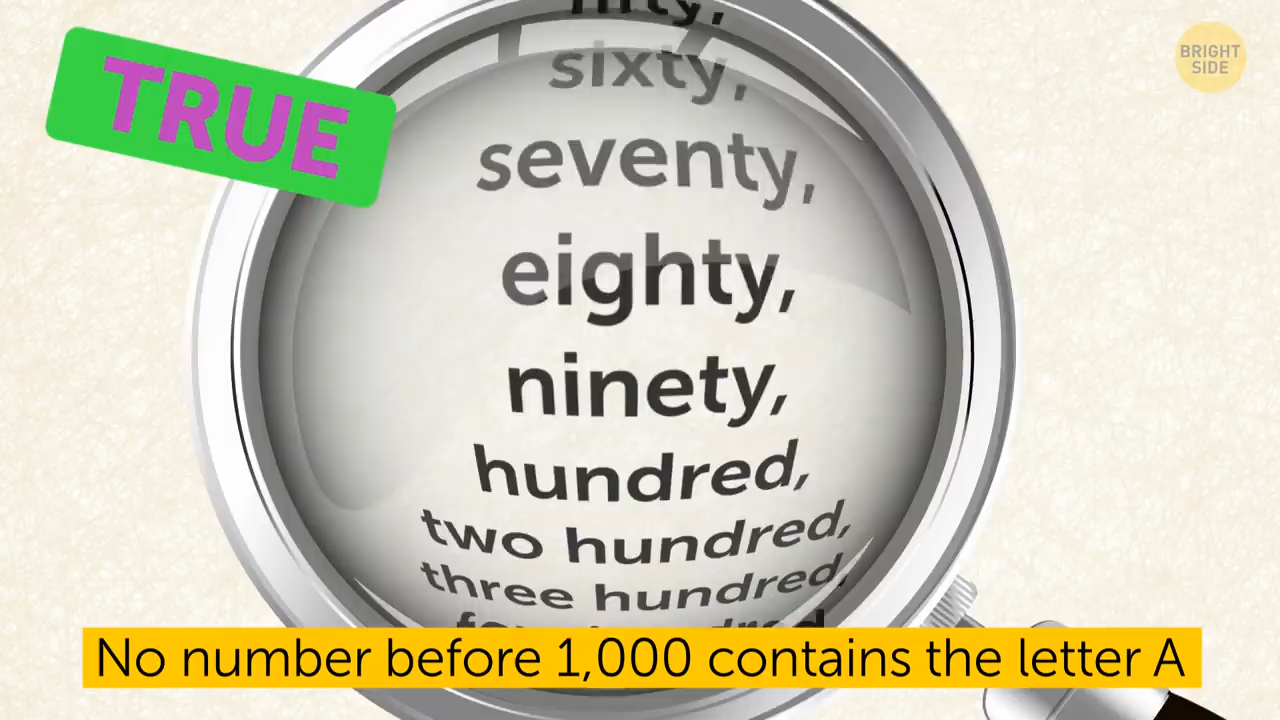 TRUE
BRIGHT
SIDE
fifty,
sixty,
seventy,
eighty,
ninety,
hundred,
two hundred,
three hundred,
No number before 1,000 contains the letter A